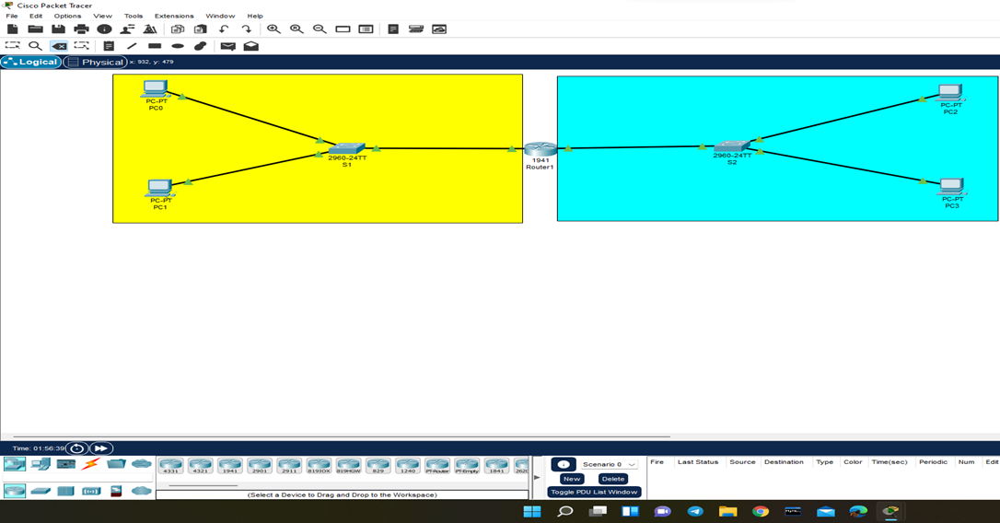 Cisco Packet Tracer
File Edit Options View Tools Extensions Window Help
Logical Physical x: 932, y: 479
PC-PT
PC0
PC-PT
PC1
2960-24TT
S1
1941
Router1
2960-24TT
S2
PC-PT
PC2
PC-PT
PC3
Time: 01:56:39
4331 4321 1941 2901 2911 819IOX 819HGW 829 1240 PT-Router PT-Empty 1841 262
(Select a Device to Drag and Drop to the Workspace)
Scenario 0
New Delete
Toggle PDU List Window
Fire Last Status Source Destination Type Color Time(sec) Periodic Num Edit